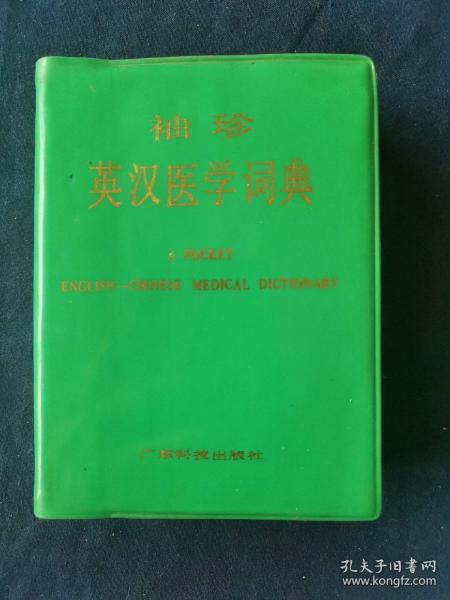 袖珍
英汉医学词典
A POCKET
ENGLISH—CHINESE MEDICAL DICTIONARY
广东科技出版社
孔夫子旧书网
www.kongfz.com